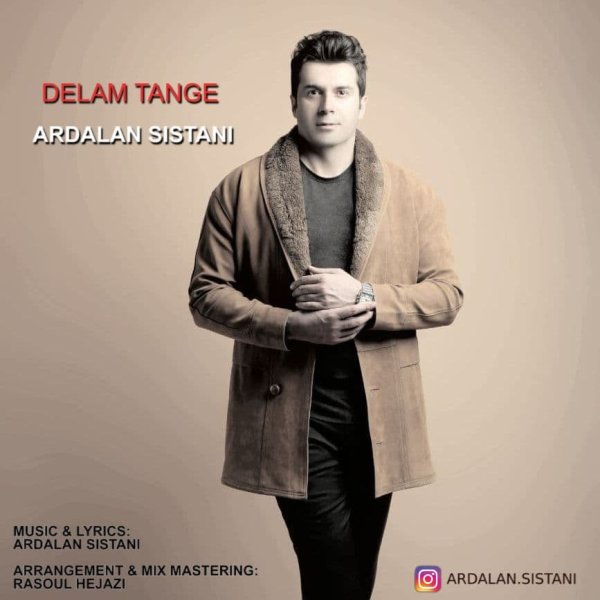 DELAM TANGE
ARDALAN SISTANI
MUSIC & LYRICS:
ARDALAN SISTANI
ARRANGEMENT & MIX MASTERING:
RASOUL HEJAZI
ARDALAN.SISTANI